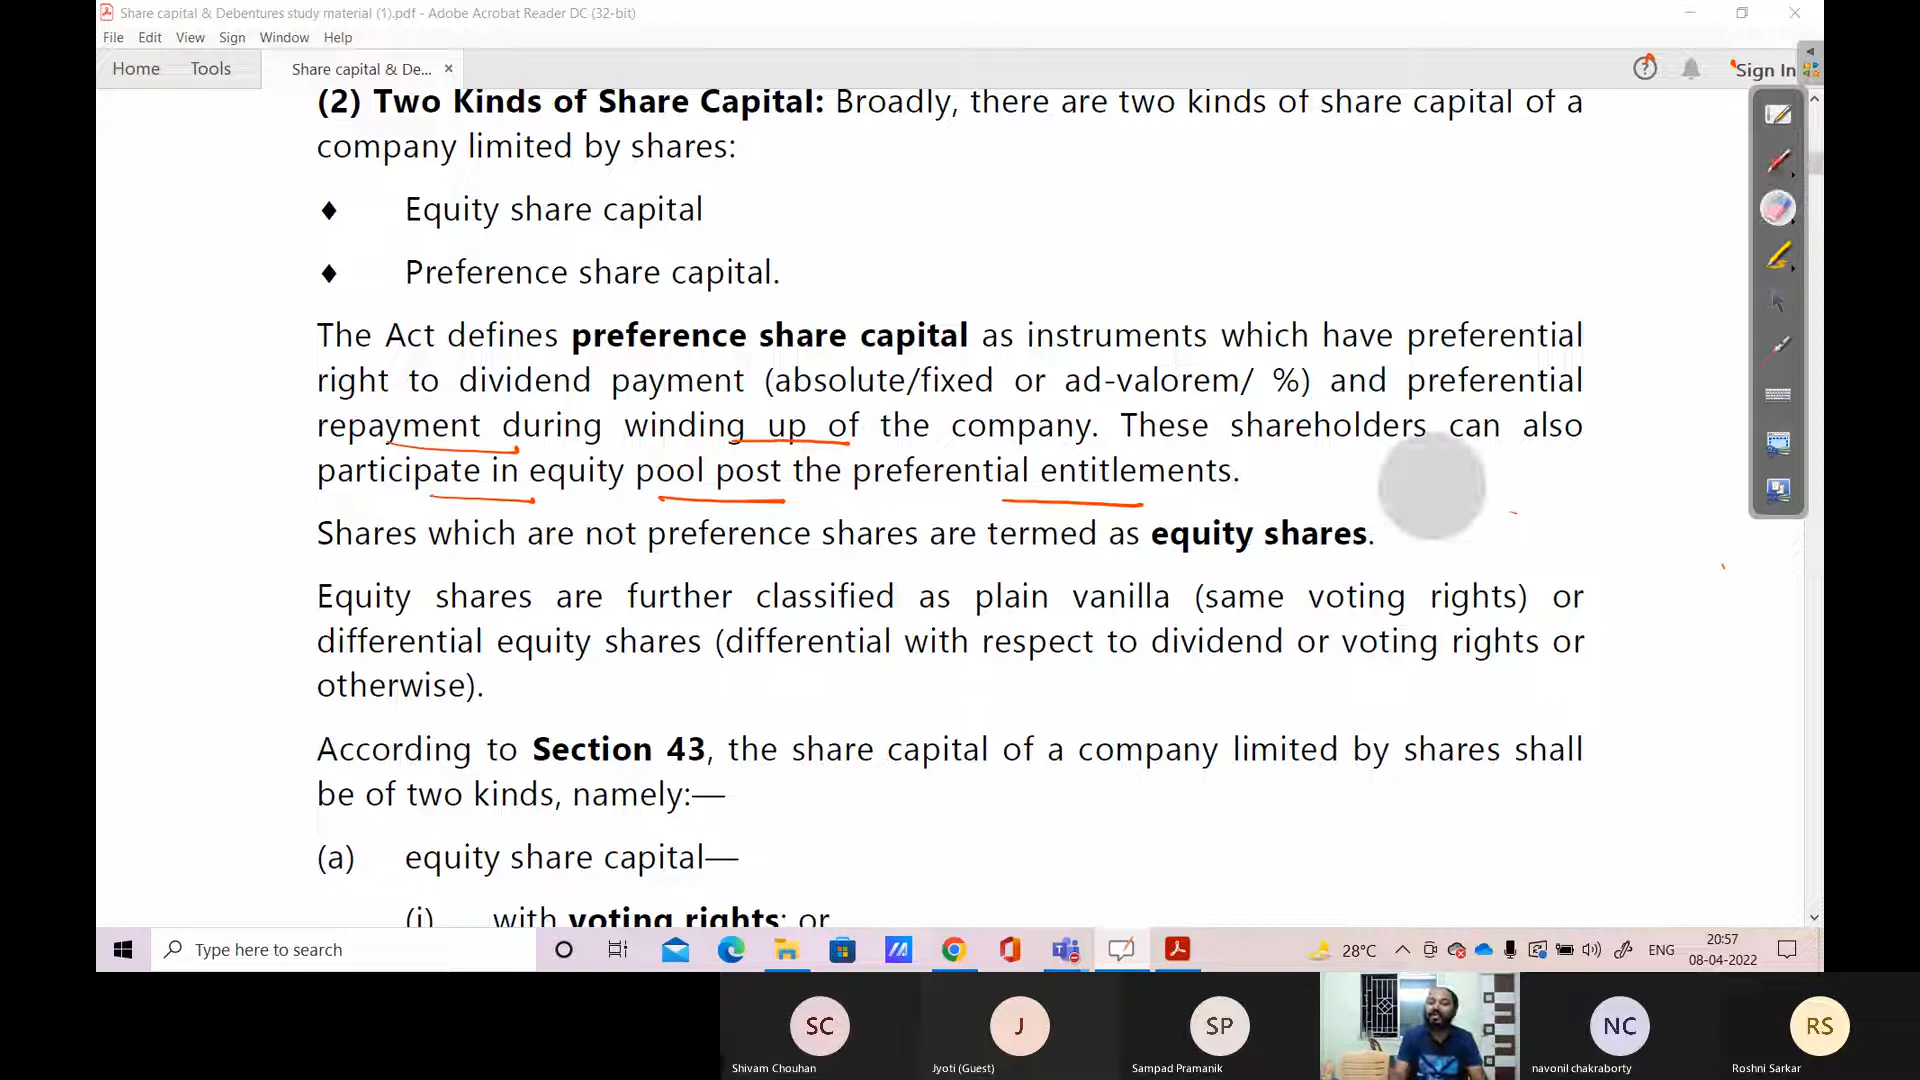 Share capital & Debentures study material (1).pdf - Adobe Acrobat Reader DC (32-bit)
File Edit View Sign Window Help
Home Tools Share capital & De... × Sign In
(2) Two Kinds of Share Capital: Broadly, there are two kinds of share capital of a
company limited by shares:
♦ Equity share capital
♦ Preference share capital.
The Act defines preference share capital as instruments which have preferential
right to dividend payment (absolute/fixed or ad-valorem/ %) and preferential
repayment during winding up of the company. These shareholders can also
participate in equity pool post the preferential entitlements.
Shares which are not preference shares are termed as equity shares.
Equity shares are further classified as plain vanilla (same voting rights) or
differential equity shares (differential with respect to dividend or voting rights or
otherwise).
According to Section 43, the share capital of a company limited by shares shall
be of two kinds, namely:—
(a) equity share capital—
(i) with voting rights; or
Type here to search 28°C ENG 20:57
08-04-2022
SC J SP NC RS
Shivam Chouhan Jyoti (Guest) Sampad Pramanik navonil chakraborty Roshni Sarkar